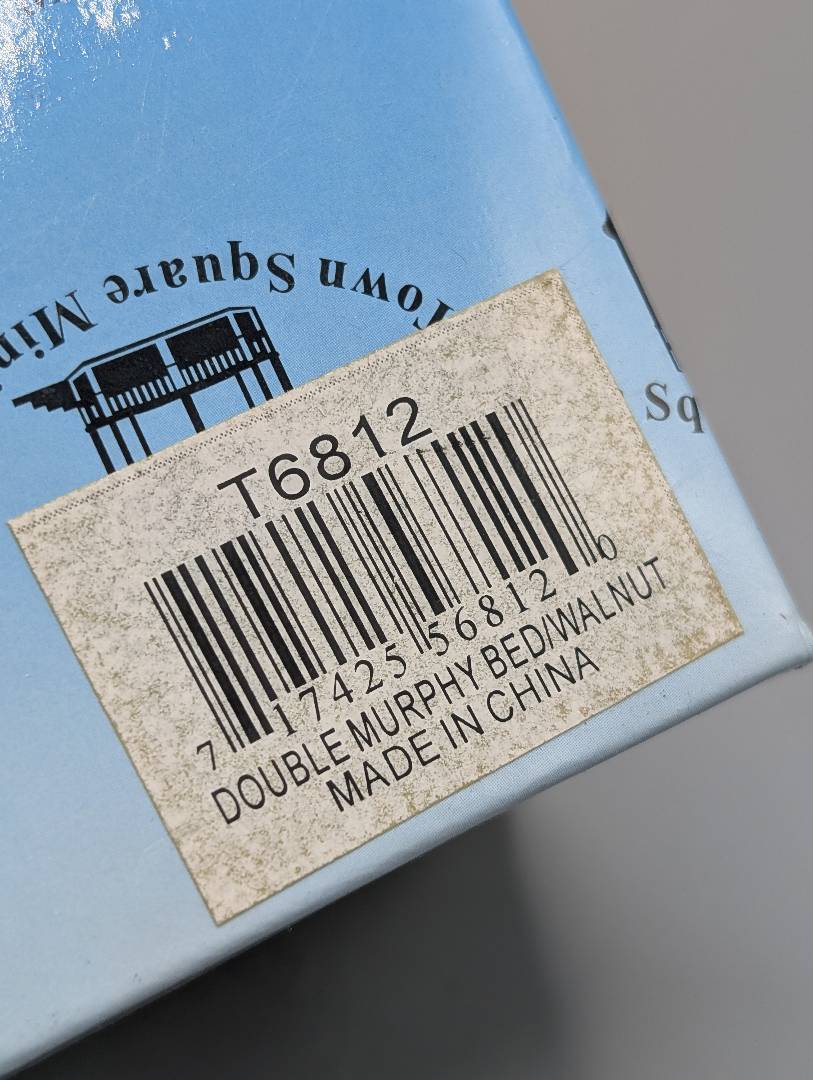 Town Square Min
Sq
T6812
7 17425 56812 0
DOUBLE MURPHY BED/WALNUT
MADE IN CHINA